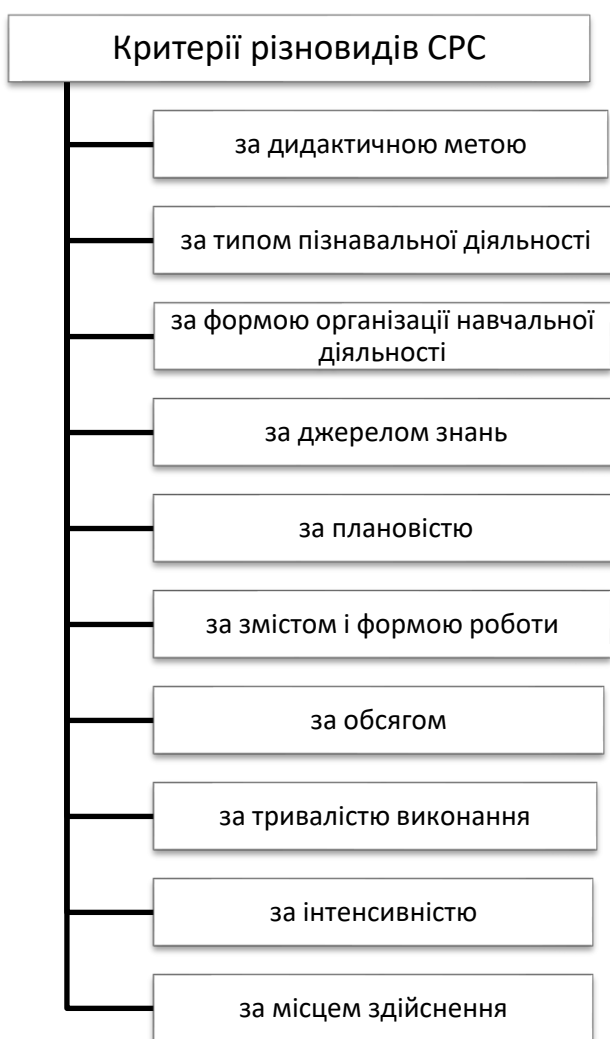 Критерії різновидів СРС
за дидактичною метою
за типом пізнавальної діяльності
за формою організації навчальної
діяльності
за джерелом знань
за плановістю
за змістом і формою роботи
за обсягом
за тривалістю виконання
за інтенсивністю
за місцем здійснення